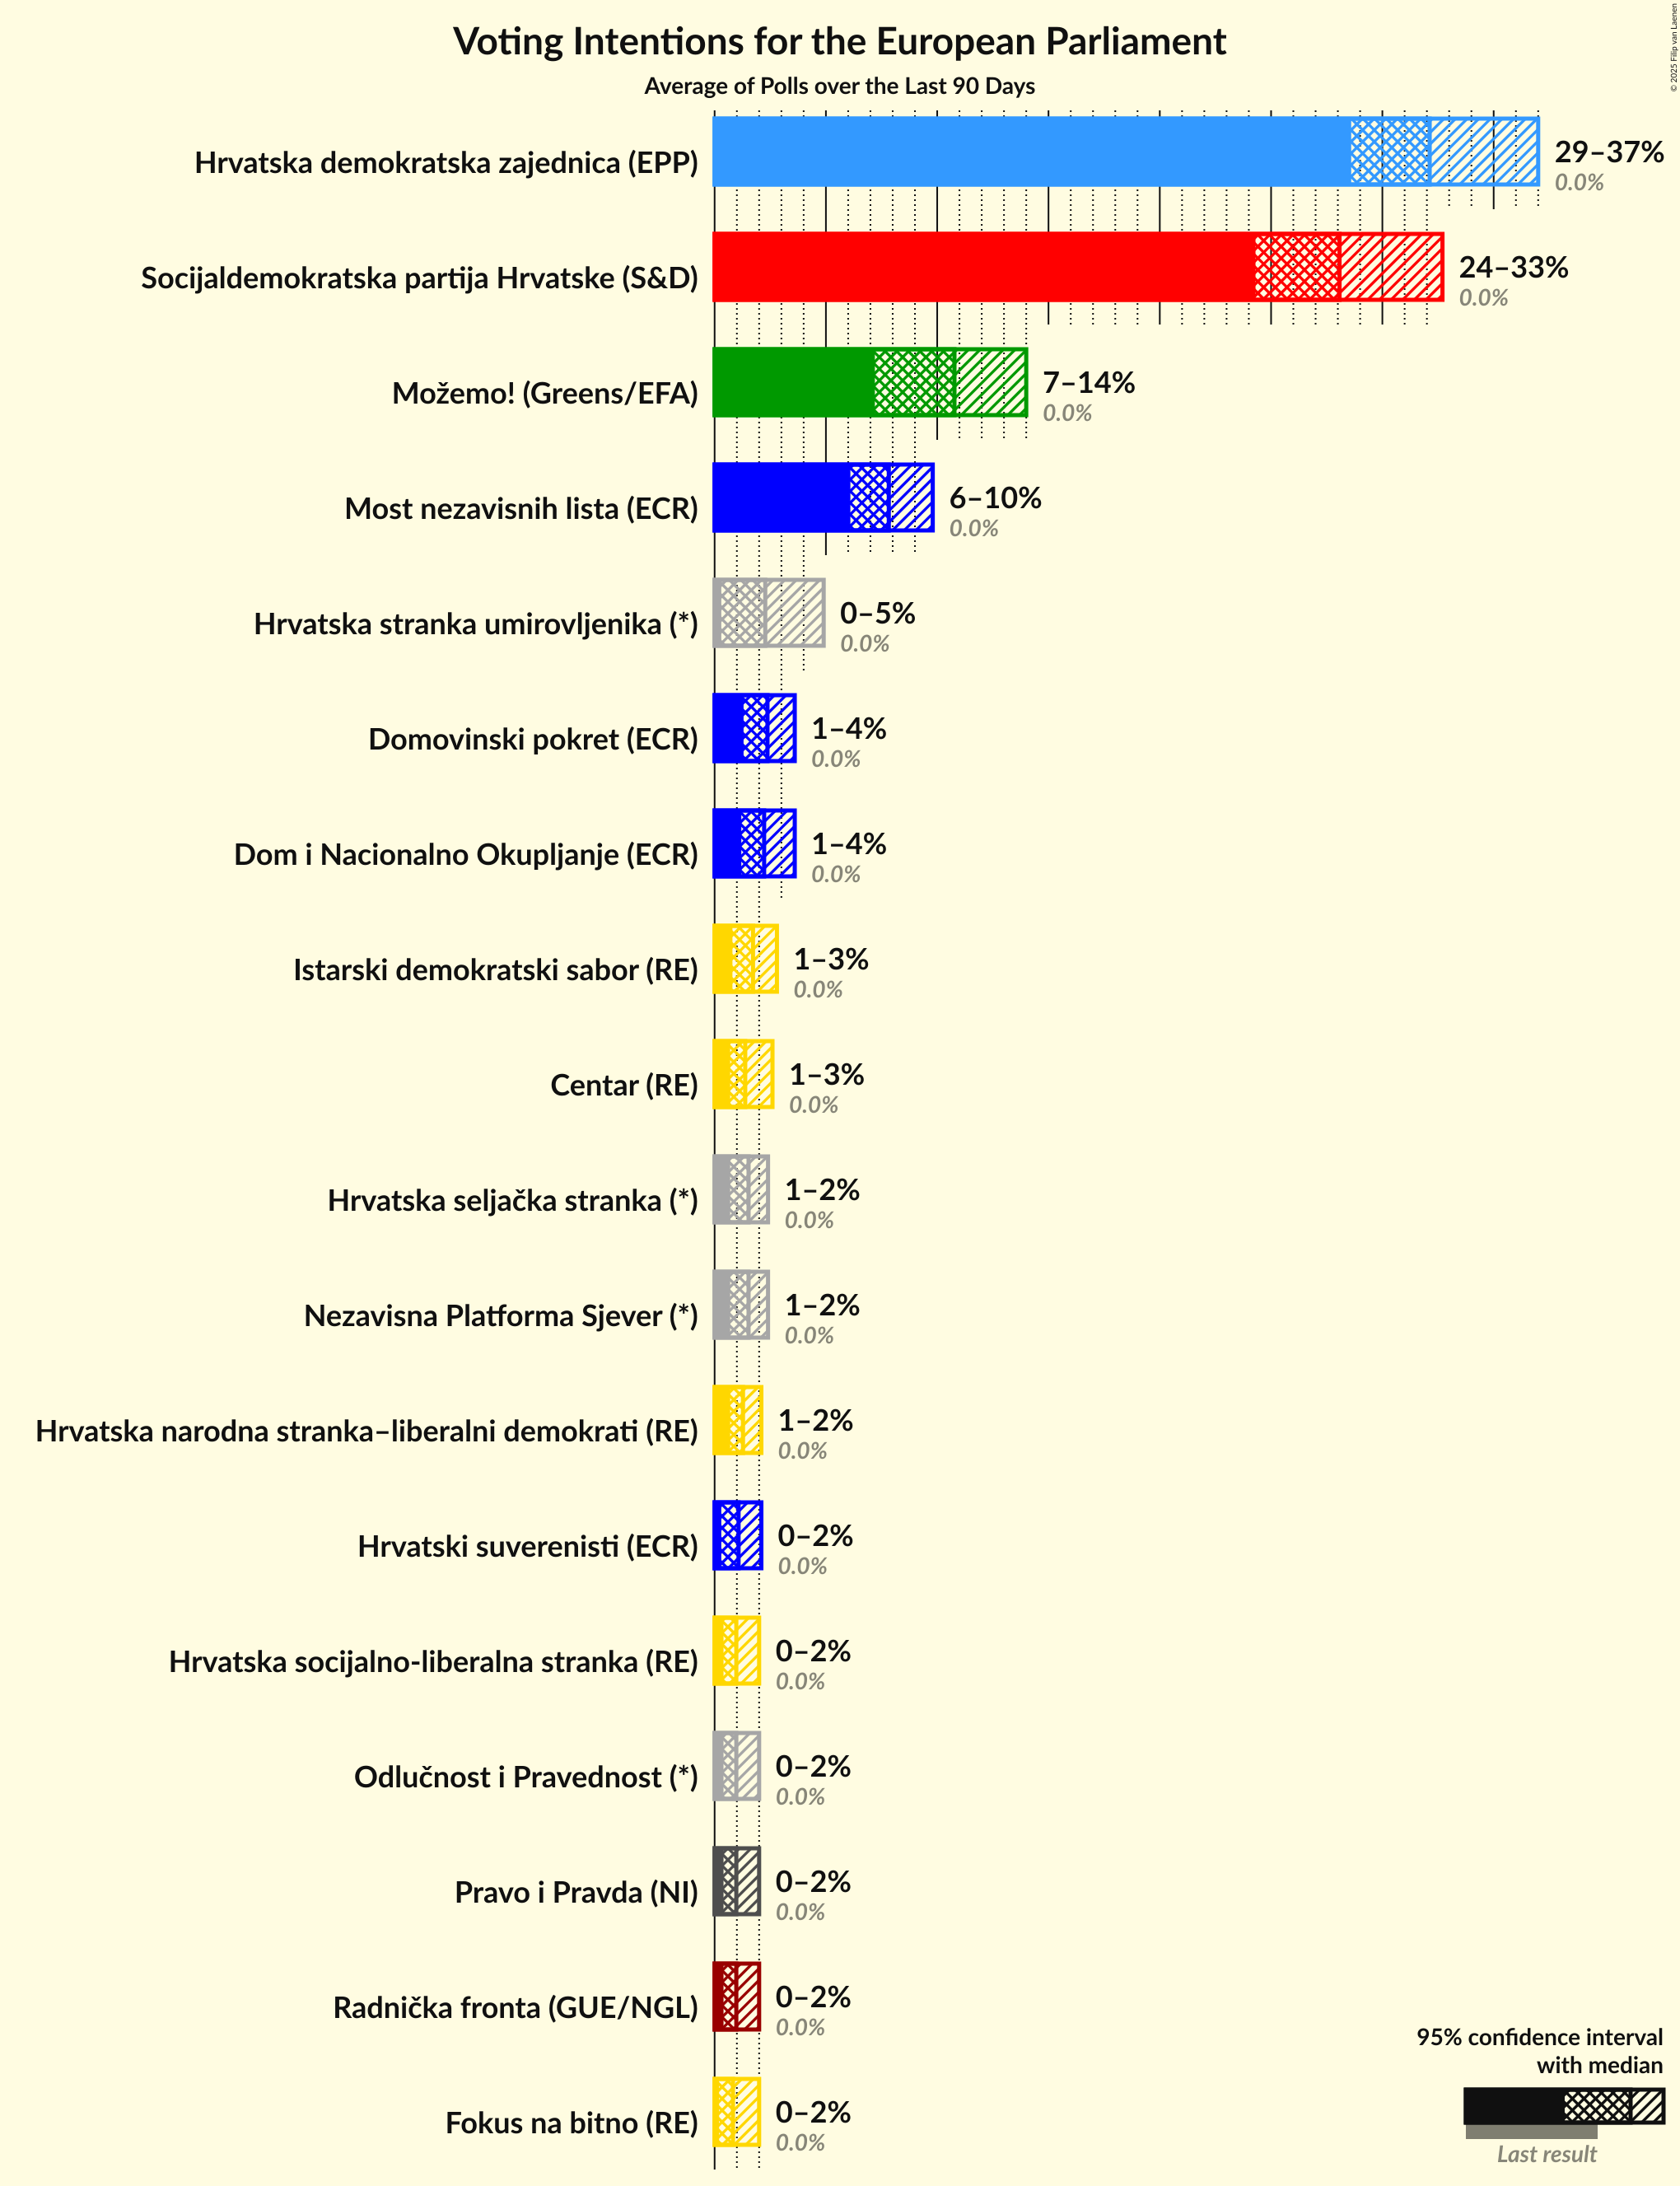 Voting Intentions for the European Parliament
Average of Polls over the Last 90 Days
© 2025 Filip van Laenen
Hrvatska demokratska zajednica (EPP)
29–37%
0.0%
Socijaldemokratska partija Hrvatske (S&D)
24–33%
0.0%
Možemo! (Greens/EFA)
7–14%
0.0%
Most nezavisnih lista (ECR)
6–10%
0.0%
Hrvatska stranka umirovljenika (*)
0–5%
0.0%
Domovinski pokret (ECR)
1–4%
0.0%
Dom i Nacionalno Okupljanje (ECR)
1–4%
0.0%
Istarski demokratski sabor (RE)
1–3%
0.0%
Centar (RE)
1–3%
0.0%
Hrvatska seljačka stranka (*)
1–2%
0.0%
Nezavisna Platforma Sjever (*)
1–2%
0.0%
Hrvatska narodna stranka–liberalni demokrati (RE)
1–2%
0.0%
Hrvatski suverenisti (ECR)
0–2%
0.0%
Hrvatska socijalno-liberalna stranka (RE)
0–2%
0.0%
Odlučnost i Pravednost (*)
0–2%
0.0%
Pravo i Pravda (NI)
0–2%
0.0%
Radnička fronta (GUE/NGL)
0–2%
0.0%
Fokus na bitno (RE)
0–2%
0.0%
95% confidence interval
with median
Last result